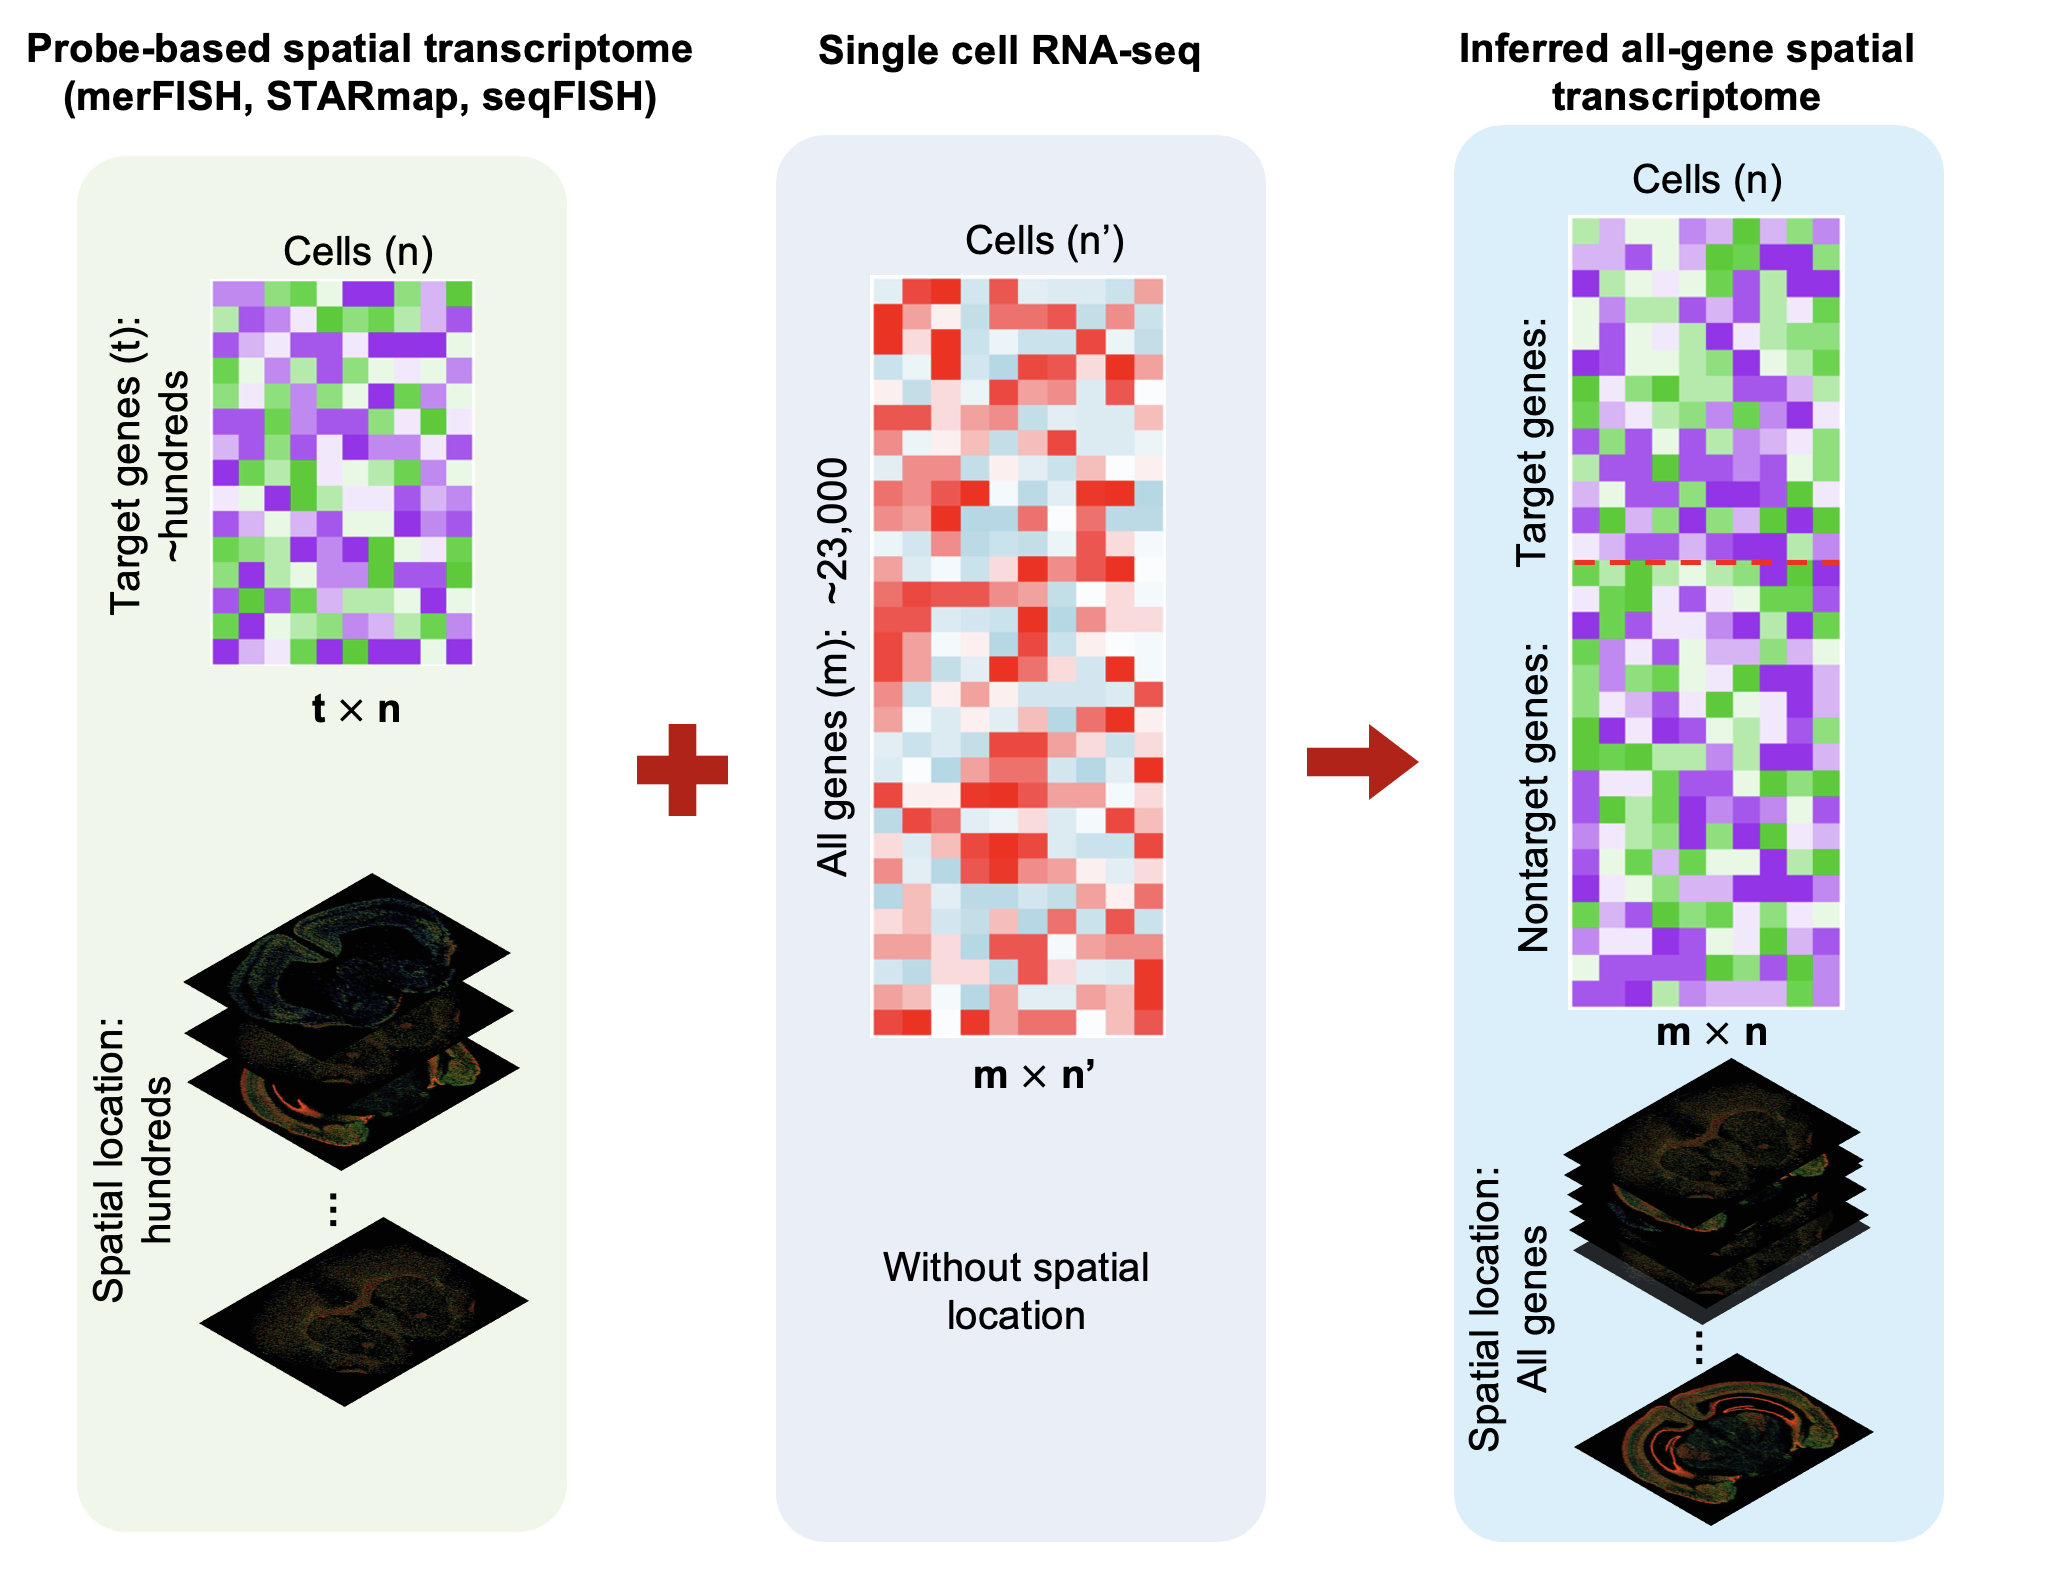 Probe-based spatial transcriptome
(merFISH, STARmap, seqFISH)
Cells (n)
Target genes (t):
~hundreds
t × n
Spatial location:
hundreds
...
Single cell RNA-seq
Cells (n’)
All genes (m): ~23,000
m × n’
Without spatial
location
Inferred all-gene spatial
transcriptome
Cells (n)
Target genes:
Nontarget genes:
m × n
Spatial location:
All genes
...